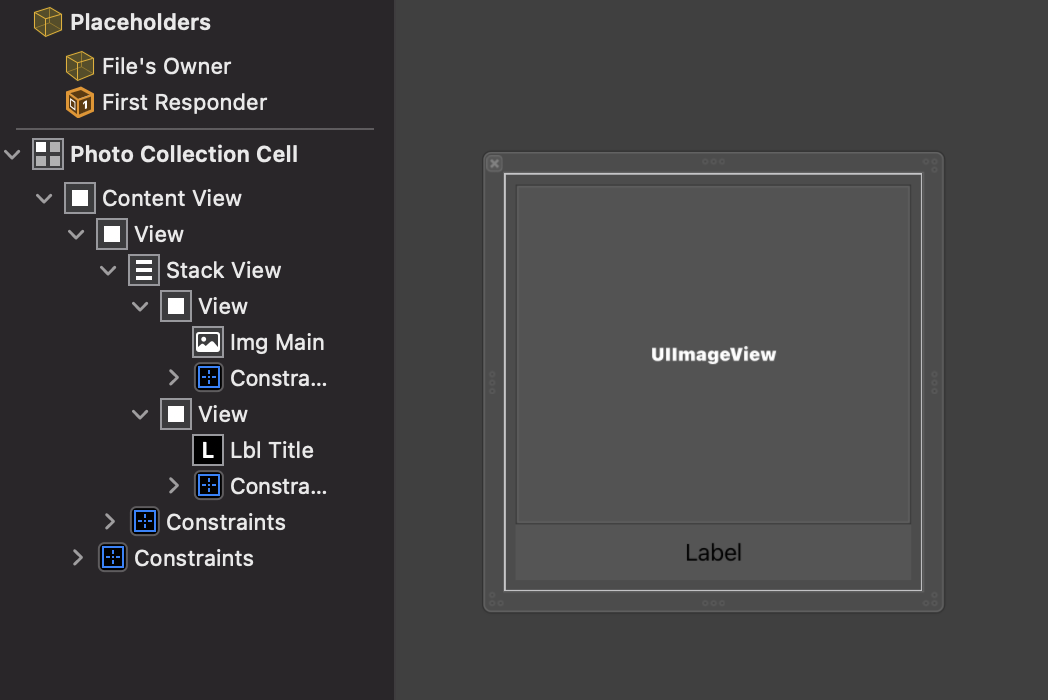 Placeholders
File's Owner
First Responder
Photo Collection Cell
Content View
View
Stack View
View
Img Main
Constra...
View
L Lbl Title
Constra...
Constraints
Constraints
UIImageView
Label